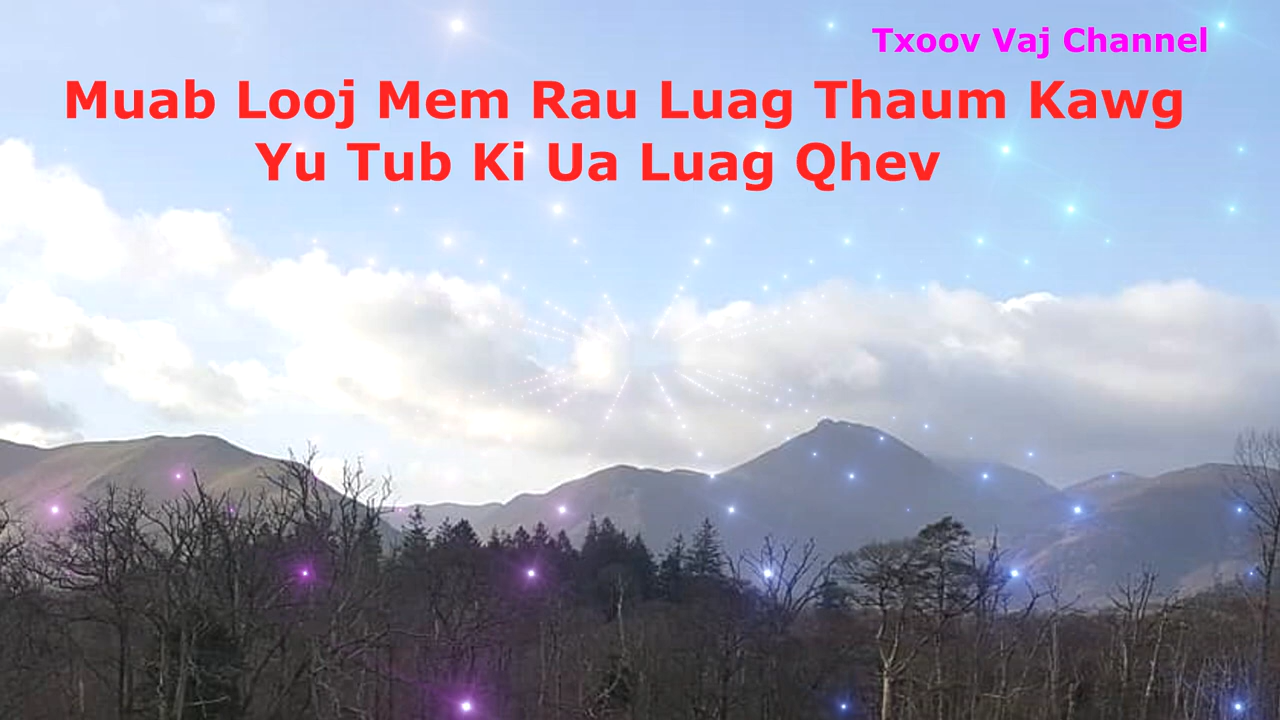 Txoov Vaj Channel
Muab Looj Mem Rau Luag Thaum Kawg
Yu Tub Ki Ua Luag Qhev